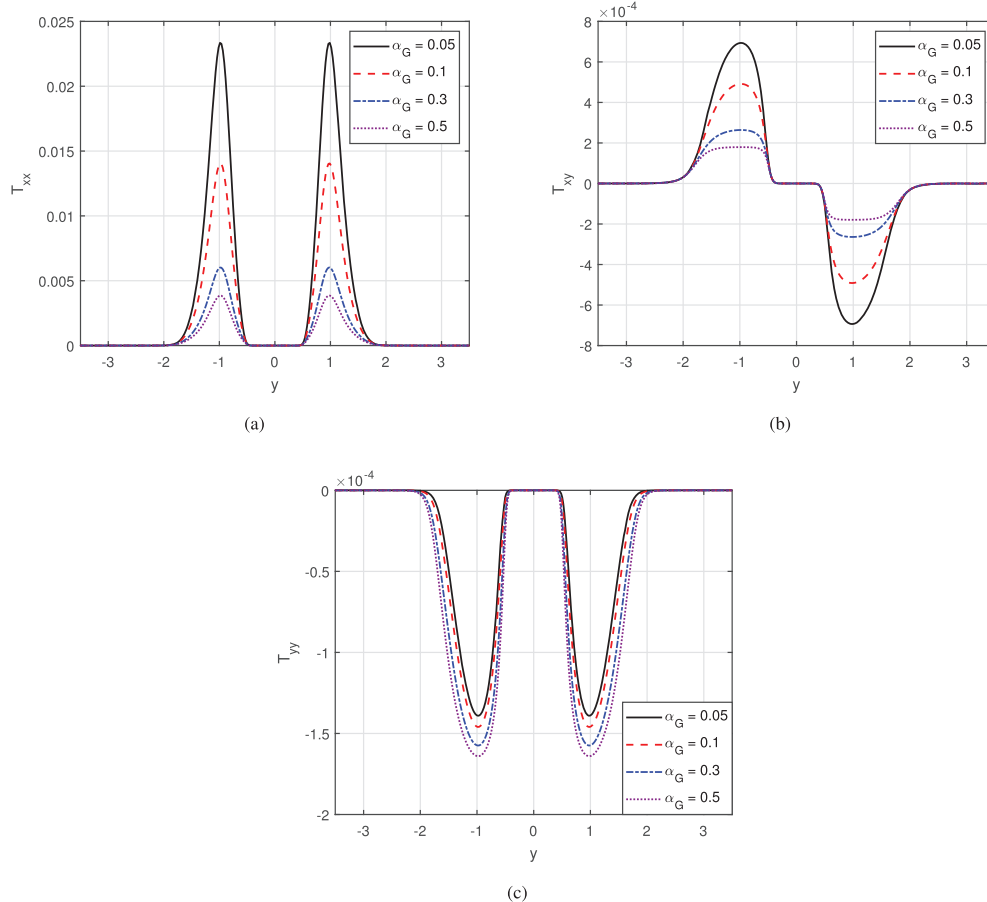 0.025
0.02
0.015
0.01
0.005
0
T_xx
-3
-2
-1
0
1
2
3
y
α_G = 0.05
α_G = 0.1
α_G = 0.3
α_G = 0.5
(a)
×10^-4
8
6
4
2
0
-2
-4
-6
-8
T_xy
-3
-2
-1
0
1
2
3
y
α_G = 0.05
α_G = 0.1
α_G = 0.3
α_G = 0.5
(b)
×10^-4
0
-0.5
-1
-1.5
-2
T_yy
-3
-2
-1
0
1
2
3
y
α_G = 0.05
α_G = 0.1
α_G = 0.3
α_G = 0.5
(c)